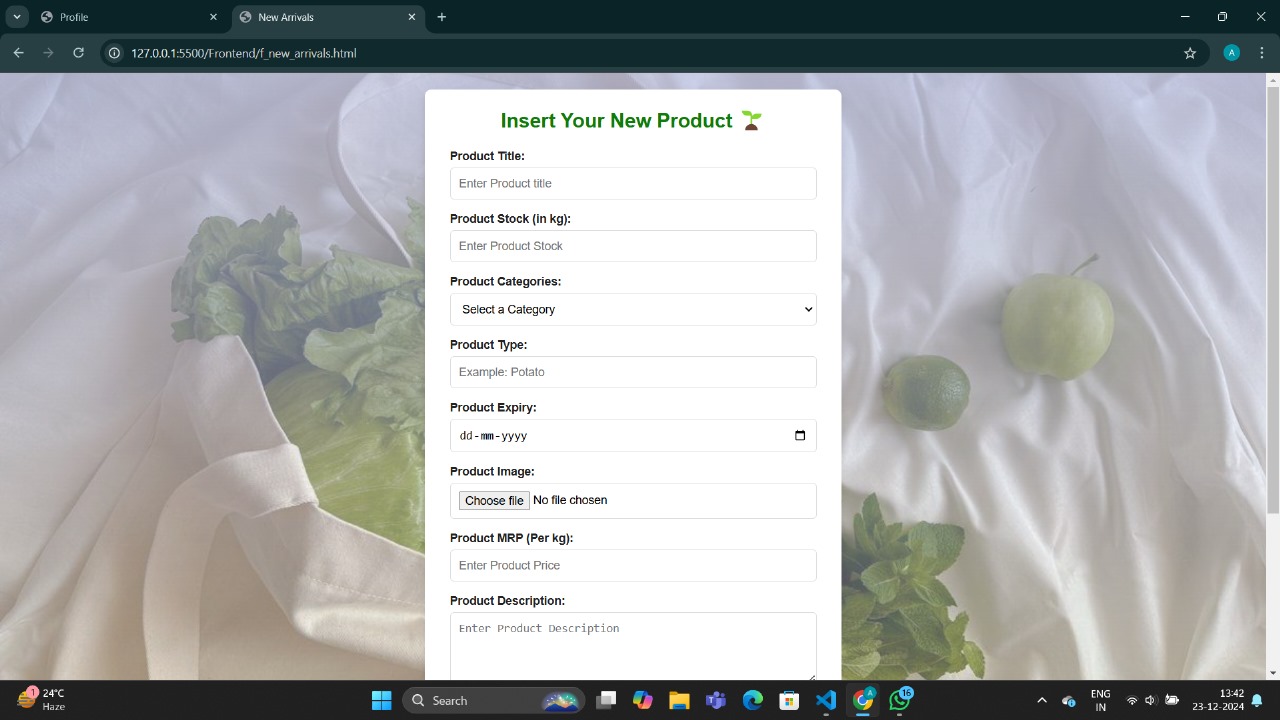 Profile
New Arrivals
127.0.0.1:5500/Frontend/f_new_arrivals.html
A
Insert Your New Product 🌱
Product Title:
Enter Product title
Product Stock (in kg):
Enter Product Stock
Product Categories:
Select a Category
Product Type:
Example: Potato
Product Expiry:
dd-mm-yyyy
Product Image:
Choose file No file chosen
Product MRP (Per kg):
Enter Product Price
Product Description:
Enter Product Description
1
24°C
Haze
Search
A
16
ENG
IN
13:42
23-12-2024